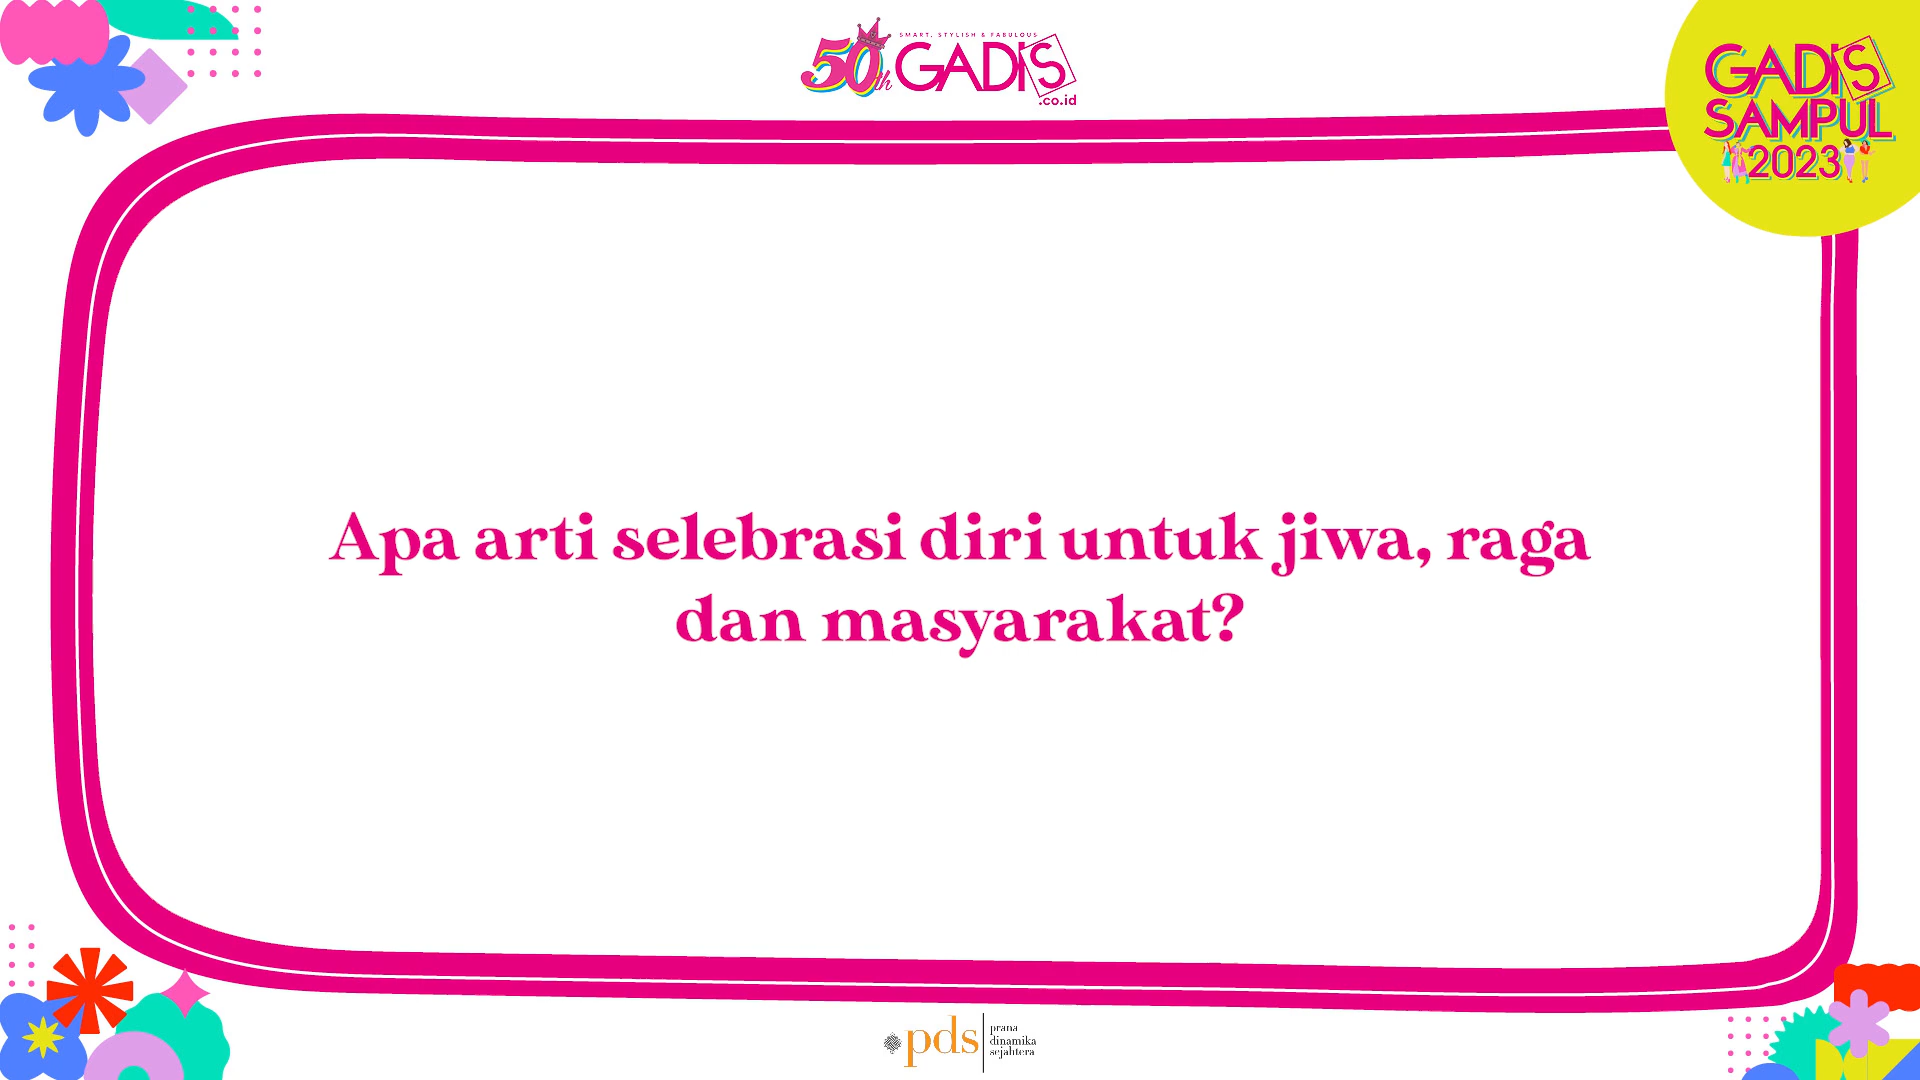 SMART, STYLISH & FABULOUS
50th GADIS
.co.id
GADIS
SAMPUL
2023
Apa arti selebrasi diri untuk jiwa, raga
dan masyarakat?
pds
prana
dinamika
sejahtera